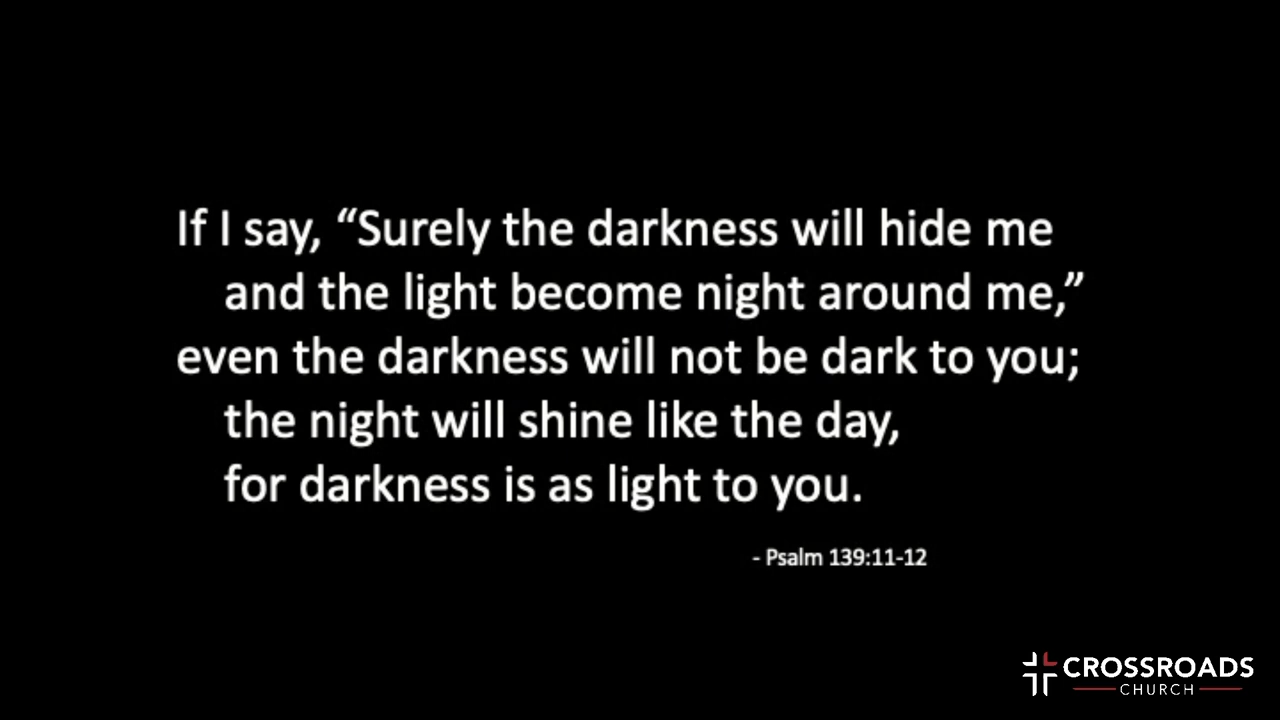 If I say, “Surely the darkness will hide me
and the light become night around me,”
even the darkness will not be dark to you;
the night will shine like the day,
for darkness is as light to you.
- Psalm 139:11-12
CROSSROADS
CHURCH